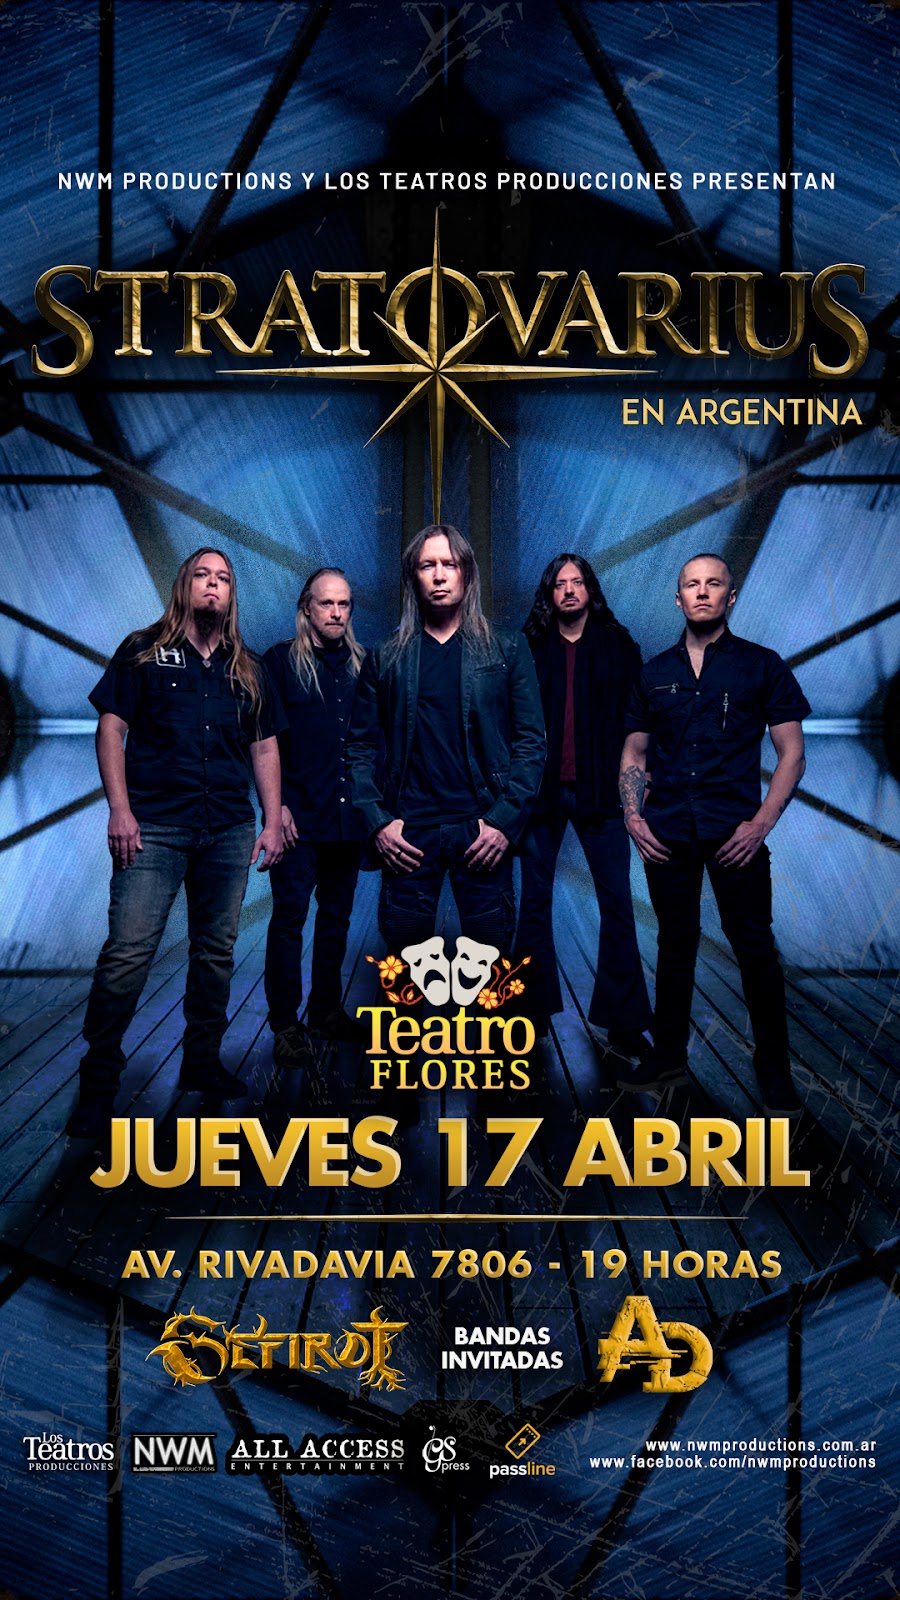 NWM PRODUCTIONS Y LOS TEATROS PRODUCCIONES PRESENTAN
STRATOVARIUS
EN ARGENTINA
Teatro
FLORES
JUEVES 17 ABRIL
AV. RIVADAVIA 7806 - 19 HORAS
SEFIROT
BANDAS
INVITADAS
AD
Los
Teatros
PRODUCCIONES
NWM
PRODUCTIONS
ALL ACCESS
ENTERTAINMENT
GS
press
passline
www.nwmproductions.com.ar
www.facebook.com/nwmproductions